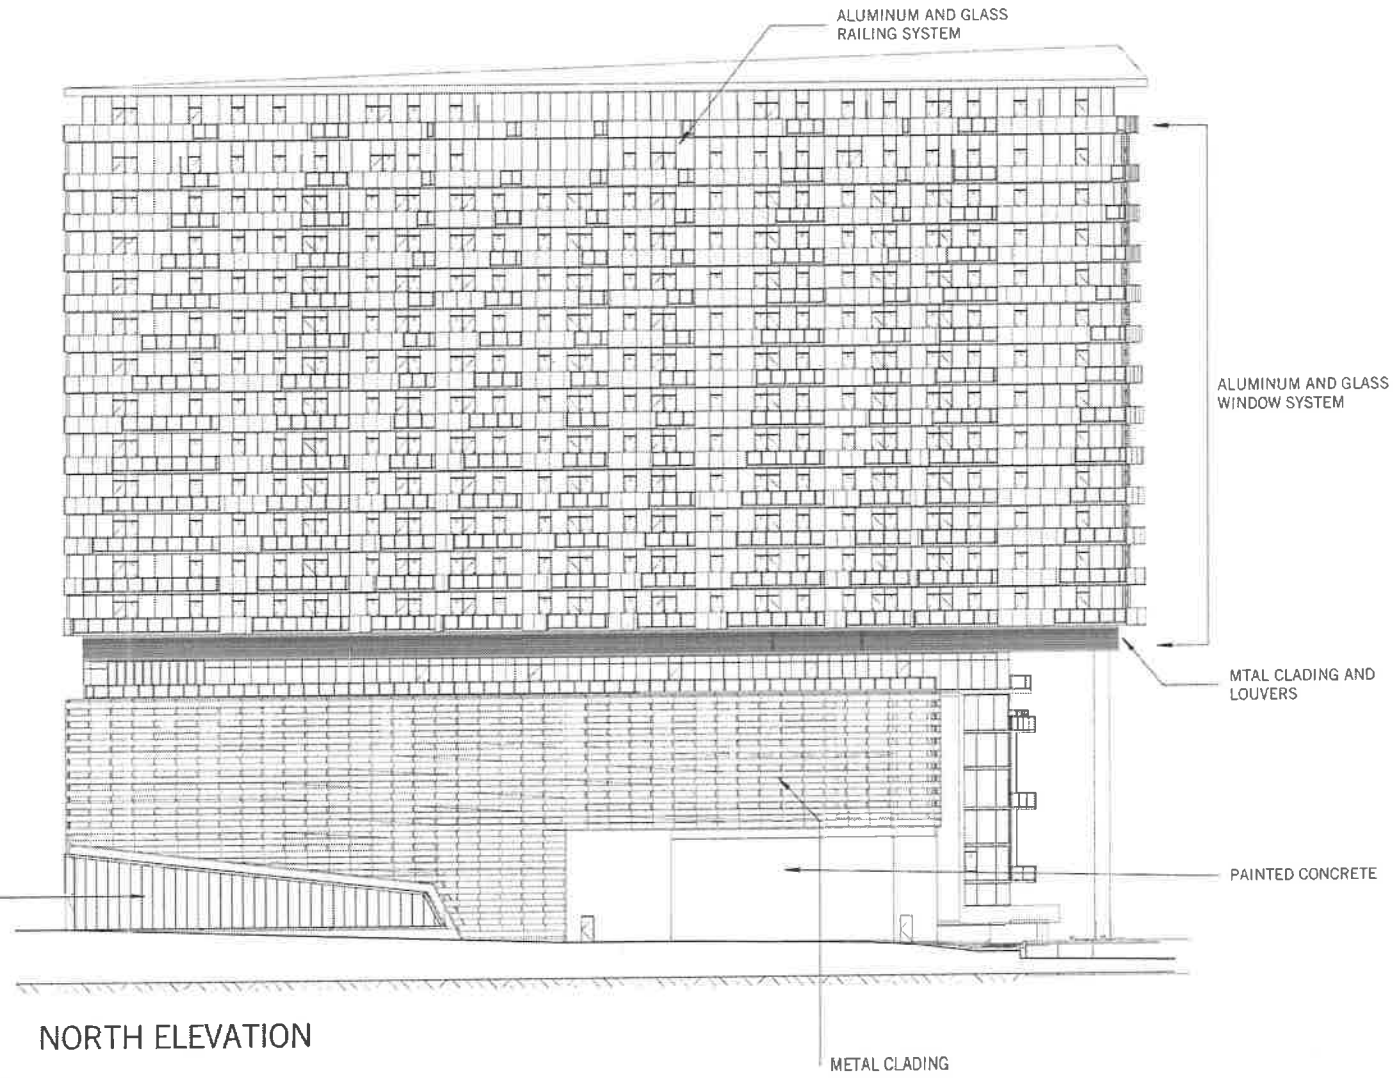 ALUMINUM AND GLASS
RAILING SYSTEM
ALUMINUM AND GLASS
WINDOW SYSTEM
MTAL CLADING AND
LOUVERS
PAINTED CONCRETE
NORTH ELEVATION
METAL CLADING